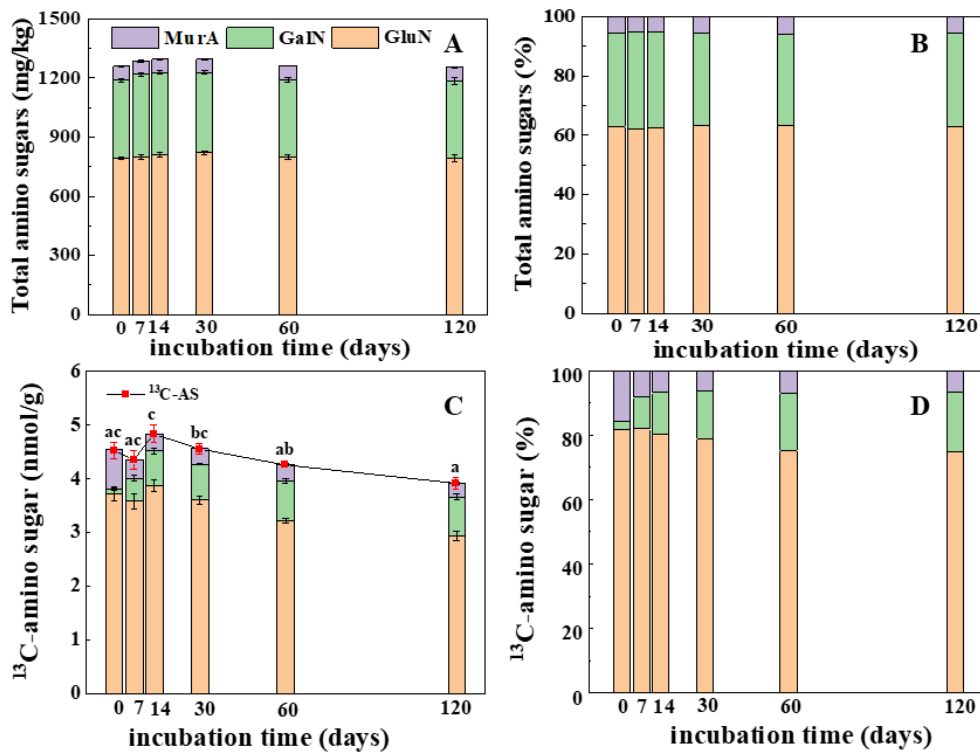 Total amino sugars (mg/kg)
1500
1200
900
600
300
0
MurA GalN GluN
A
0 7 14 30 60 120
incubation time (days)
Total amino sugars (%)
100
80
60
40
20
0
B
0 7 14 30 60 120
incubation time (days)
¹³C-amino sugar (nmol/g)
6
5
4
3
2
1
0
¹³C-AS
C
ac ac c bc ab a
0 7 14 30 60 120
incubation time (days)
¹³C-amino sugar (%)
100
80
60
40
20
0
D
0 7 14 30 60 120
incubation time (days)